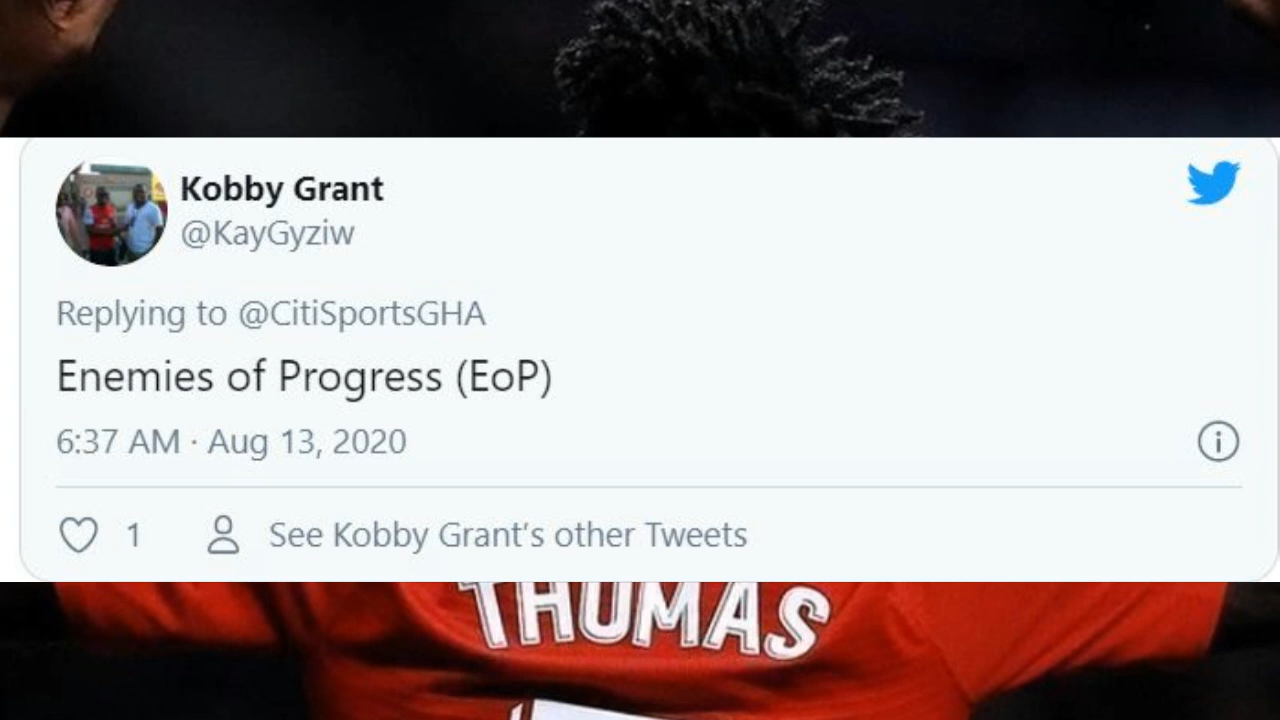 Kobby Grant
@KayGyziw
Replying to @CitiSportsGHA
Enemies of Progress (EoP)
6:37 AM · Aug 13, 2020
1
See Kobby Grant's other Tweets
THOMAS